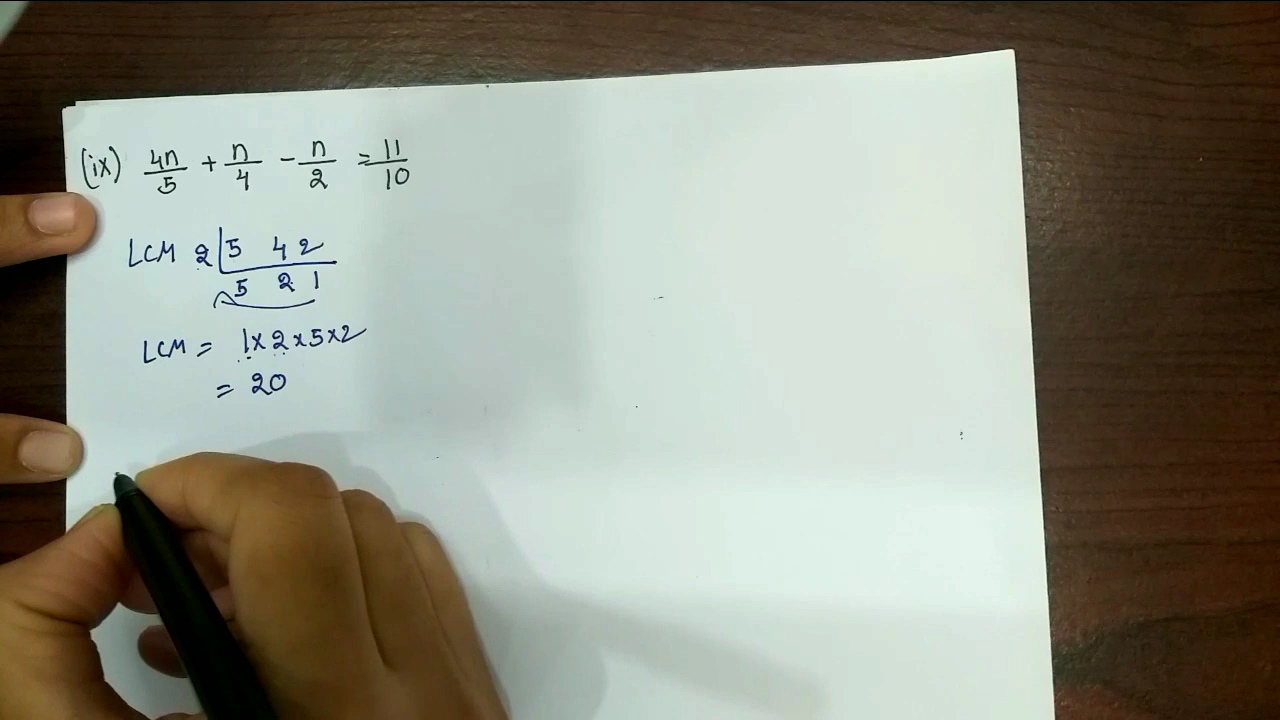 (ix) 4n/5 + n/4 - n/2 = 11/10
LCM 2 | 5 4 2
5 2 1
LCM = 1×2×5×2
= 20